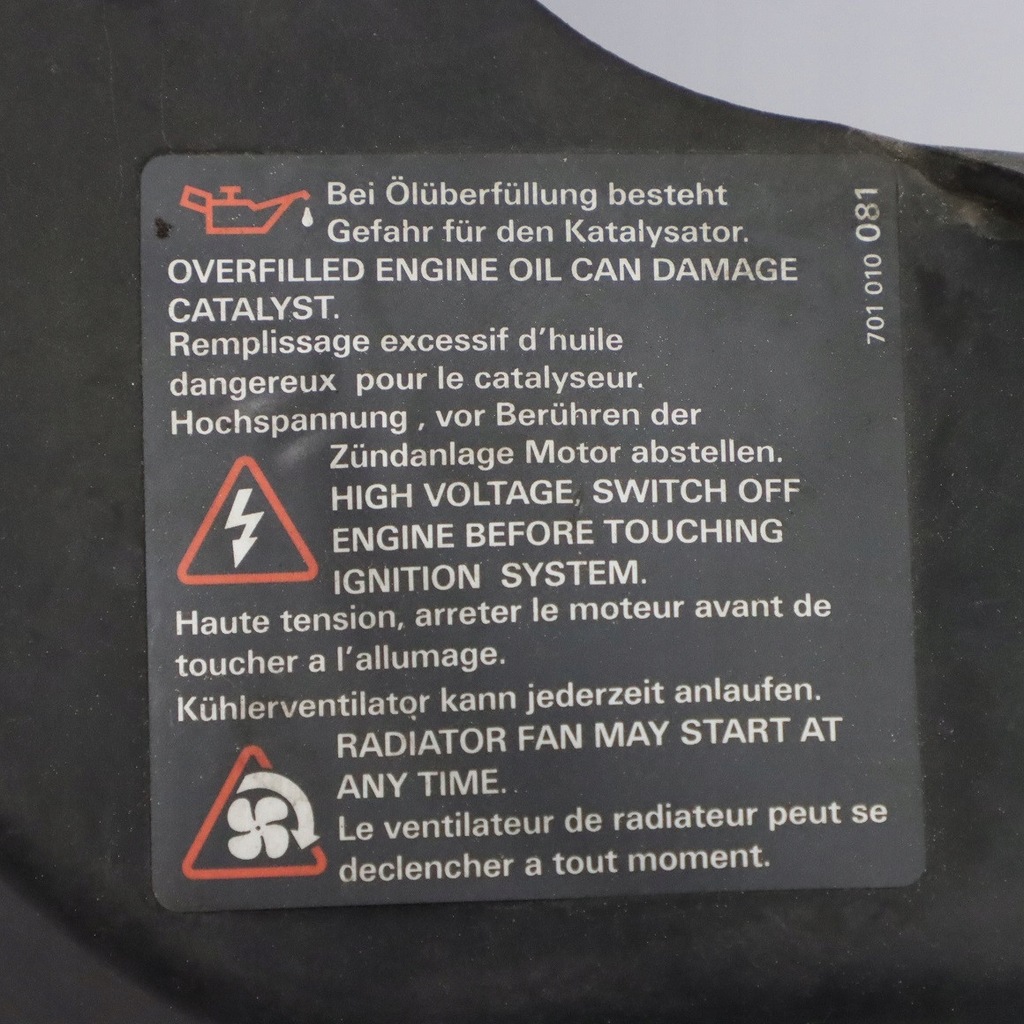 Bei Ölüberfüllung besteht
Gefahr für den Katalysator.
OVERFILLED ENGINE OIL CAN DAMAGE
CATALYST.
Remplissage excessif d'huile
dangereux pour le catalyseur.
Hochspannung , vor Berühren der
Zündanlage Motor abstellen.
HIGH VOLTAGE, SWITCH OFF
ENGINE BEFORE TOUCHING
IGNITION SYSTEM.
Haute tension, arreter le moteur avant de
toucher a l'allumage.
Kühlerventilator kann jederzeit anlaufen.
RADIATOR FAN MAY START AT
ANY TIME.
Le ventilateur de radiateur peut se
declencher a tout moment.
701 010 081